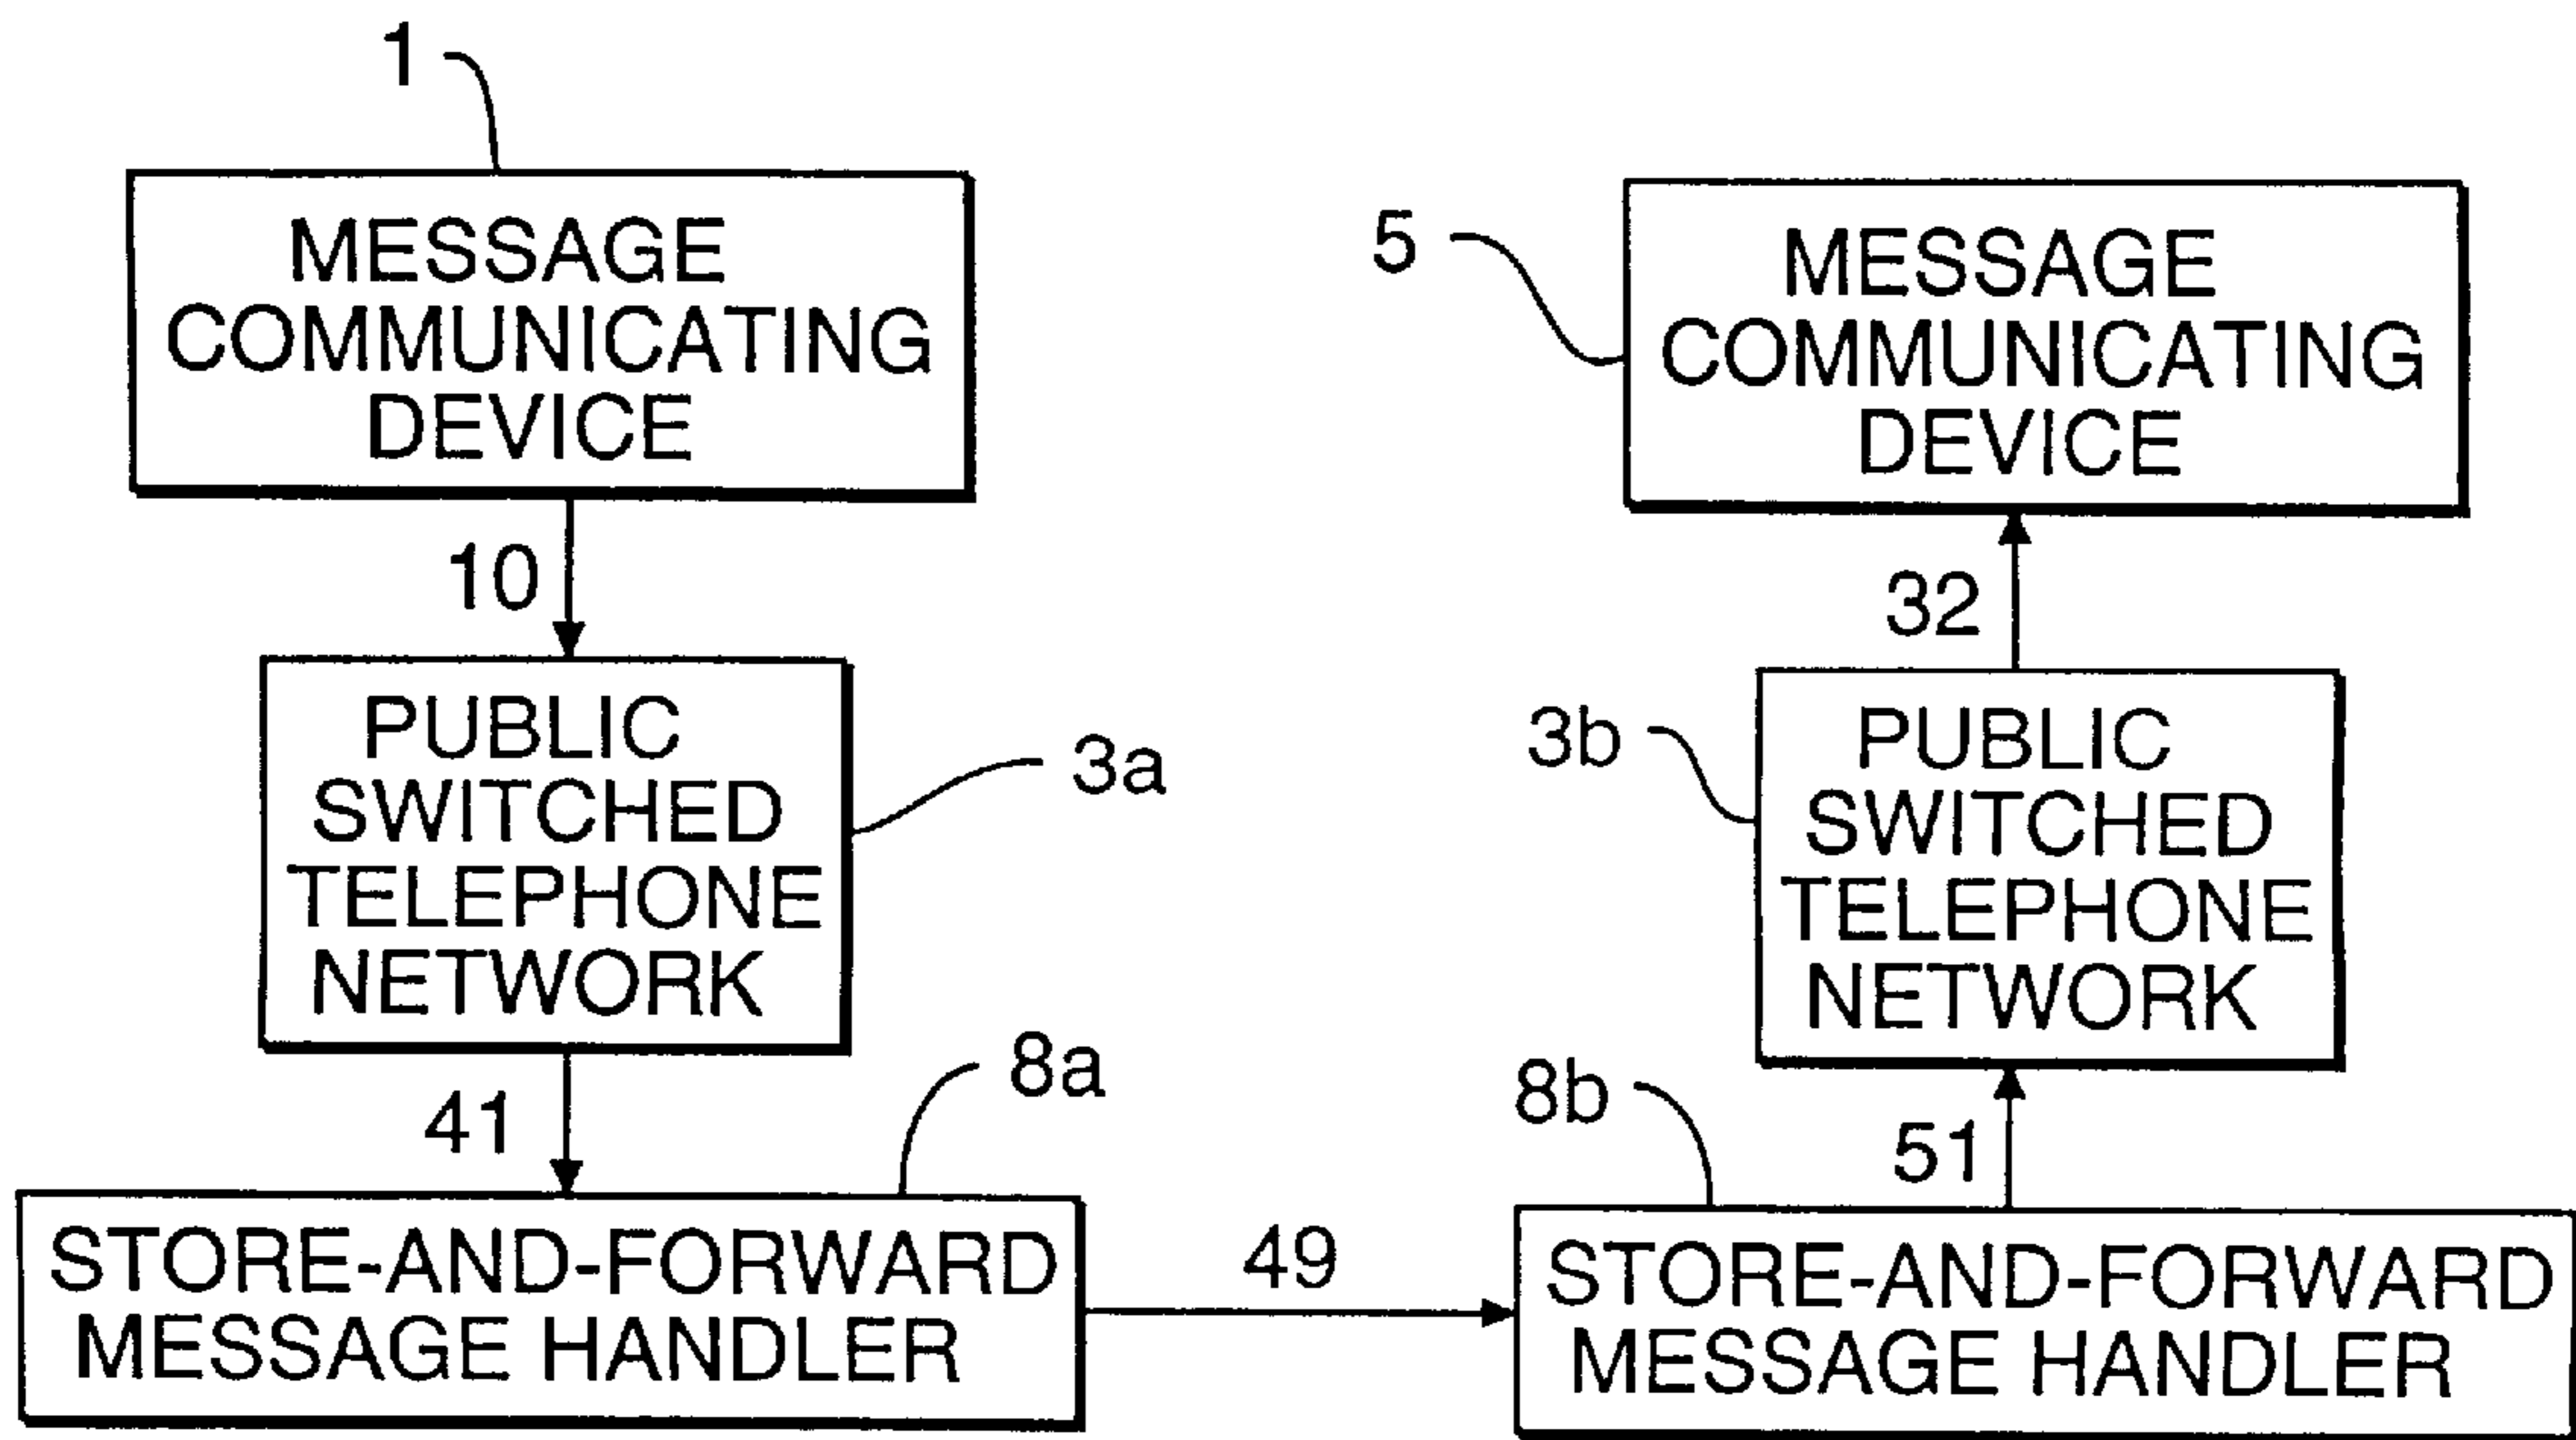 1
MESSAGE
COMMUNICATING
DEVICE
10
PUBLIC
SWITCHED
TELEPHONE
NETWORK
3a
41
8a
STORE-AND-FORWARD
MESSAGE HANDLER
49
5
MESSAGE
COMMUNICATING
DEVICE
32
3b
PUBLIC
SWITCHED
TELEPHONE
NETWORK
8b
51
STORE-AND-FORWARD
MESSAGE HANDLER